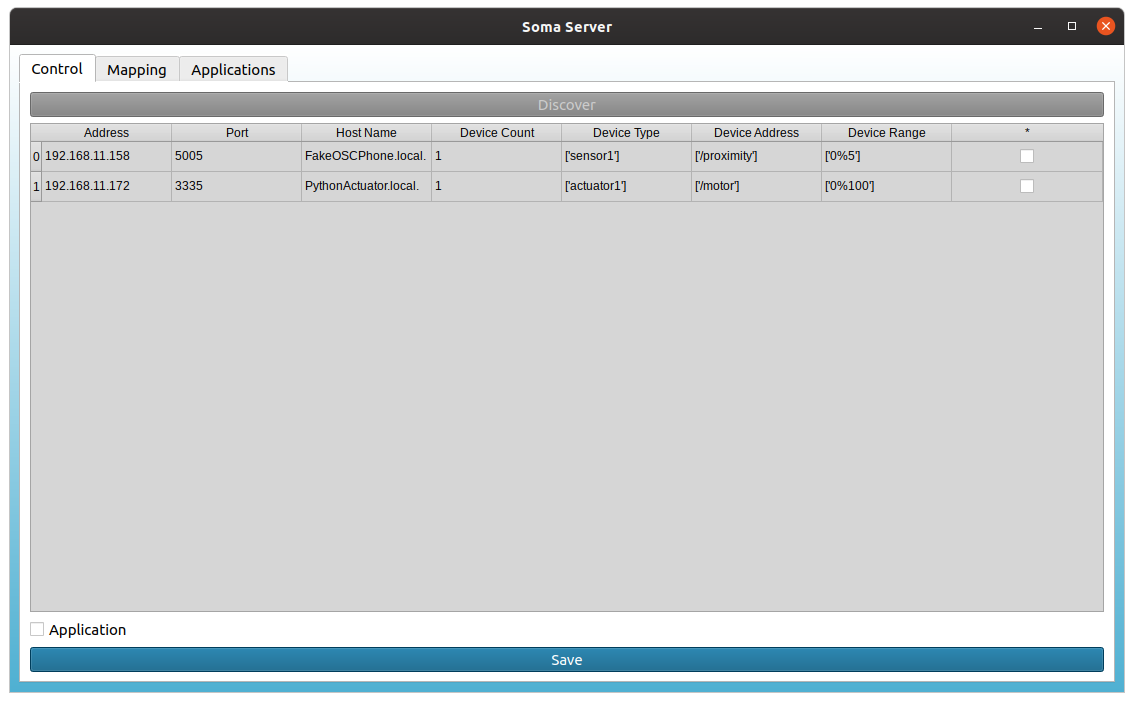 Soma Server
Control Mapping Applications
Discover
Address Port Host Name Device Count Device Type Device Address Device Range *
0 192.168.11.158 5005 FakeOSCPhone.local. 1 ['sensor1'] ['/proximity'] ['0%5']
1 192.168.11.172 3335 PythonActuator.local. 1 ['actuator1'] ['/motor'] ['0%100']
Application
Save